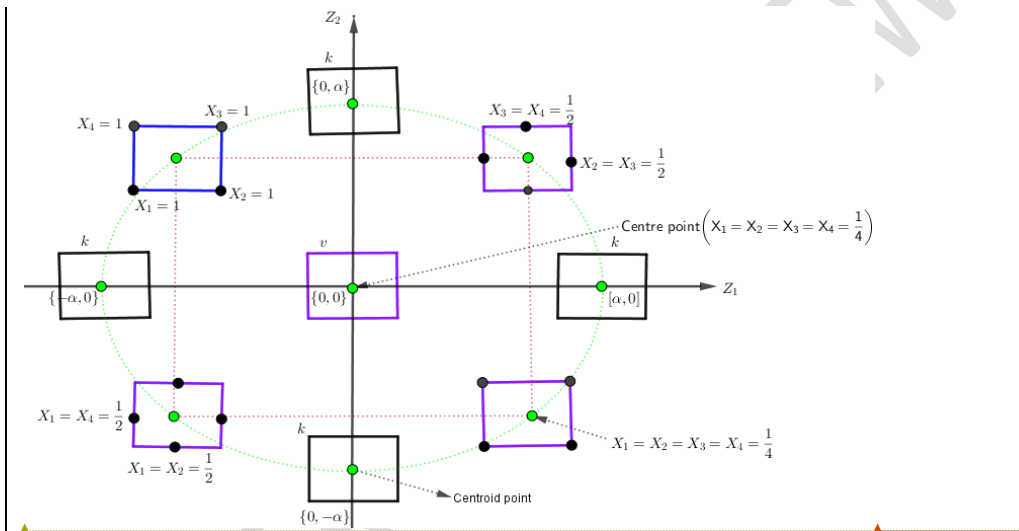 Z₂
k
{0, α}
X₃ = 1
X₄ = 1
X₃ = X₄ = 1/2
X₂ = X₃ = 1/2
X₂ = 1
X₁ = 1
Centre point(X₁ = X₂ = X₃ = X₄ = 1/4)
k
v
k
{−α, 0}
{0, 0}
[α, 0]
Z₁
X₁ = X₄ = 1/2
k
X₁ = X₂ = X₃ = X₄ = 1/4
X₁ = X₂ = 1/2
Centroid point
{0, −α}